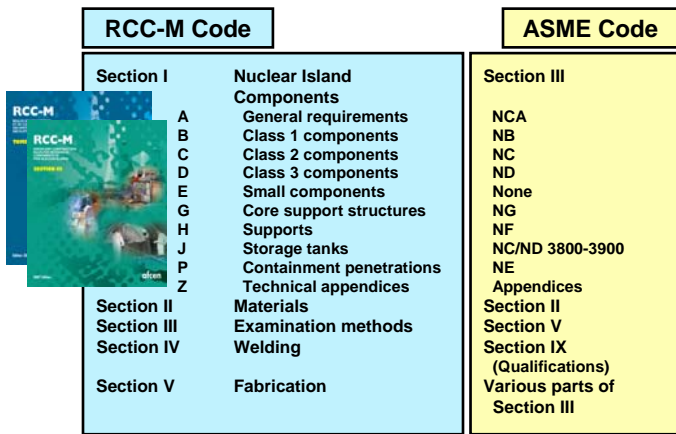 RCC-M Code ASME Code
Section I Nuclear Island Section III
Components
A General requirements NCA
B Class 1 components NB
C Class 2 components NC
D Class 3 components ND
E Small components None
G Core support structures NG
H Supports NF
J Storage tanks NC/ND 3800-3900
P Containment penetrations NE
Z Technical appendices Appendices
Section II Materials Section II
Section III Examination methods Section V
Section IV Welding Section IX
(Qualifications)
Section V Fabrication Various parts of
Section III
RCC-M
RCC-M
SECTION III
afcen